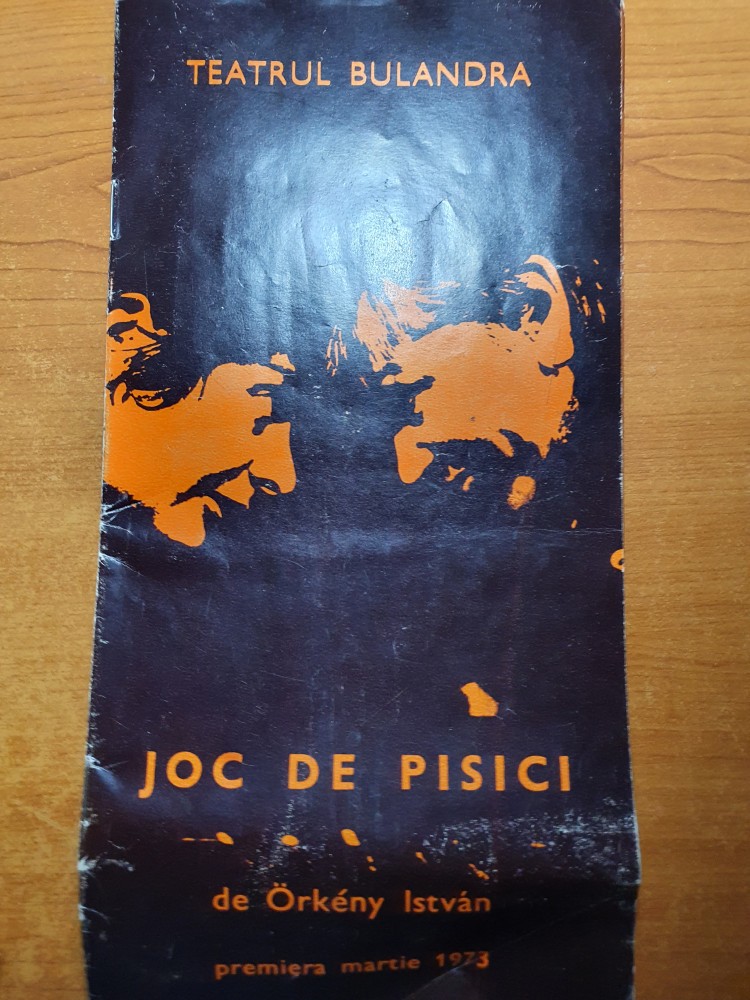 TEATRUL BULANDRA
JOC DE PISICI
de Örkény István
premiera martie 1973